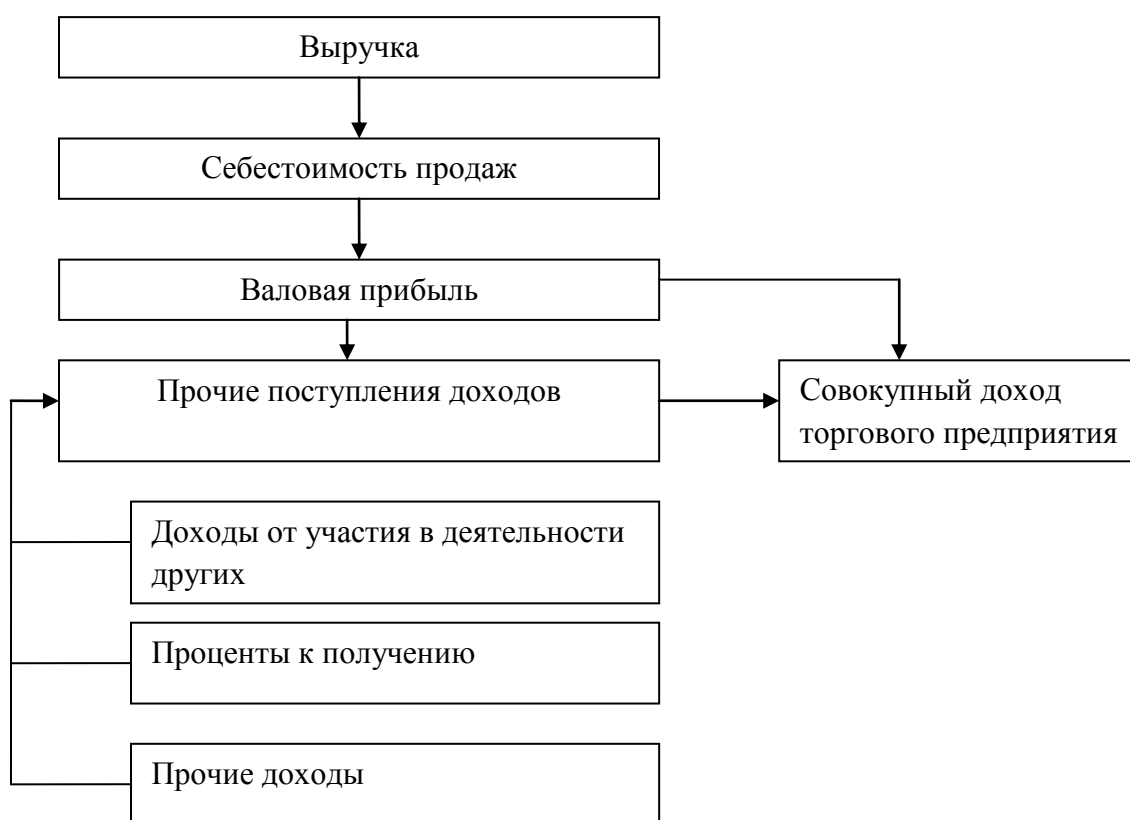 Выручка
Себестоимость продаж
Валовая прибыль
Прочие поступления доходов
Совокупный доход
торгового предприятия
Доходы от участия в деятельности
других
Проценты к получению
Прочие доходы